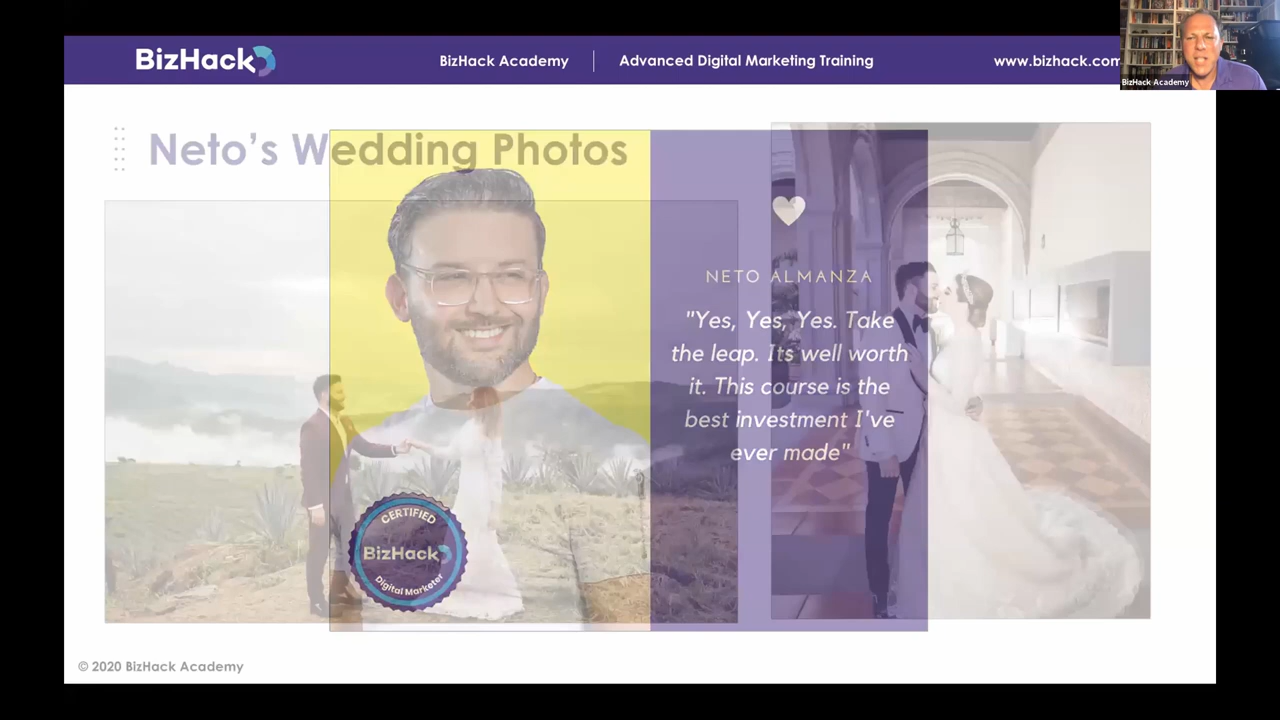 BizHack
BizHack Academy
Advanced Digital Marketing Training
www.bizhack.com
BizHack Academy
Neto's Wedding Photos
NETO ALMANZA
"Yes, Yes, Yes. Take
the leap. Its well worth
it. This course is the
best investment I've
ever made"
CERTIFIED
BizHack
Digital Marketer
© 2020 BizHack Academy